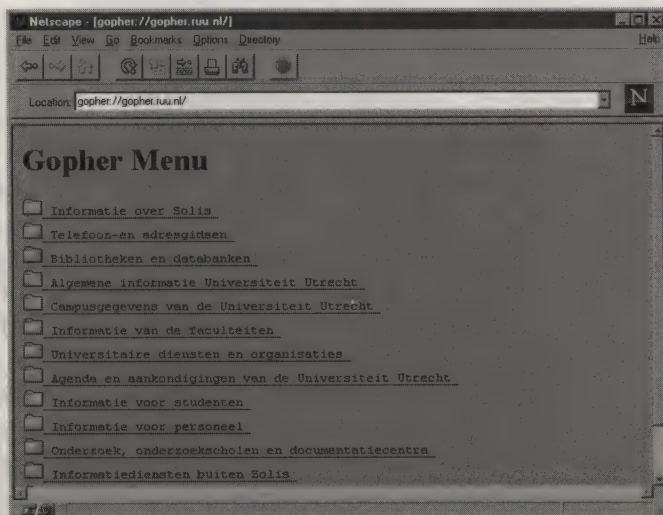 Netscape - [gopher://gopher.ruu.nl/]
File Edit View Go Bookmarks Options Directory Help
Location: gopher://gopher.ruu.nl/
N
Gopher Menu
Informatie over Solis
Telefoon-en adresgidsen
Bibliotheken en databanken
Algemene informatie Universiteit Utrecht
Campusgegevens van de Universiteit Utrecht
Informatie van de faculteiten
Universitaire diensten en organisaties
Agenda en aankondigingen van de Universiteit Utrecht
Informatie voor studenten
Informatie voor personeel
Onderzoek, onderzoekscholen en documentatiecentra
Informatiediensten buiten Solis